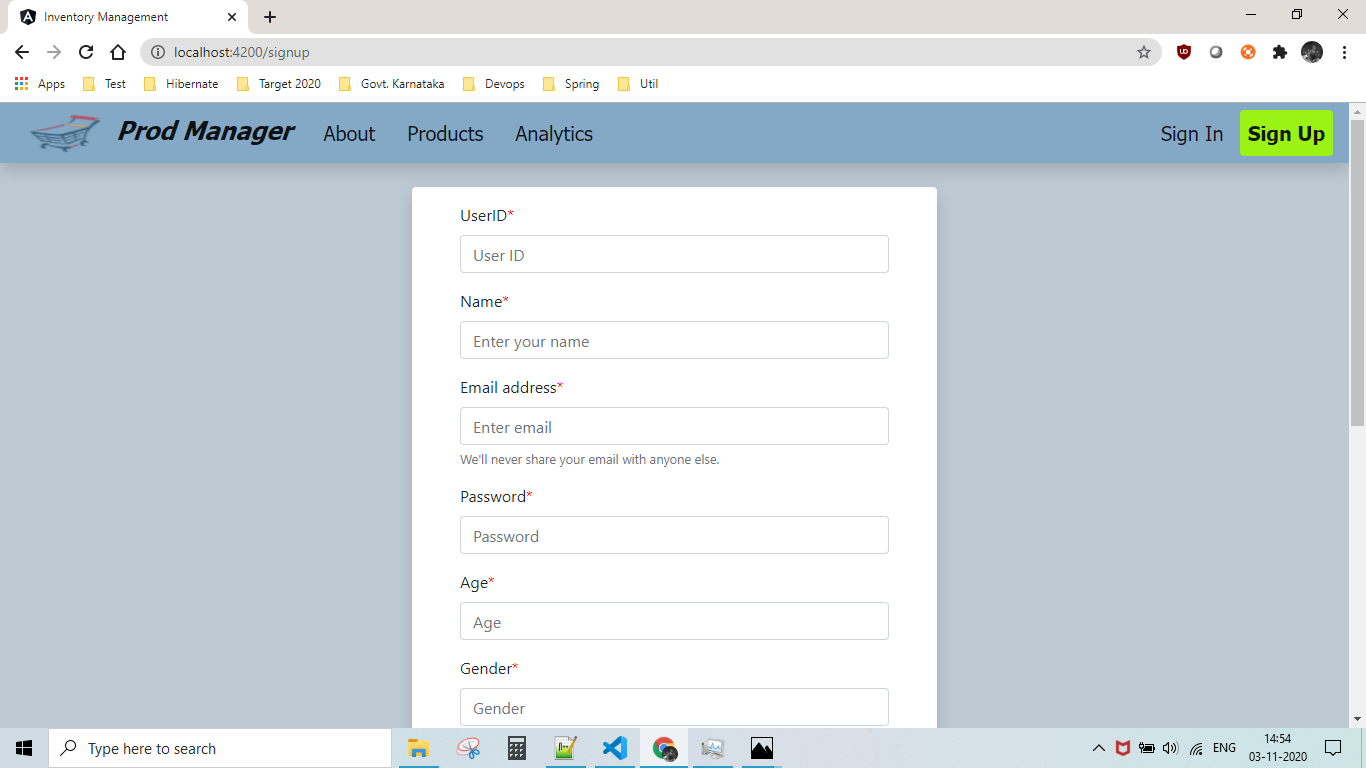 Inventory Management
localhost:4200/signup
Apps Test Hibernate Target 2020 Govt. Karnataka Devops Spring Util
Prod Manager About Products Analytics Sign In Sign Up
UserID*
User ID
Name*
Enter your name
Email address*
Enter email
We'll never share your email with anyone else.
Password*
Password
Age*
Age
Gender*
Gender
Type here to search
ENG
14:54
03-11-2020